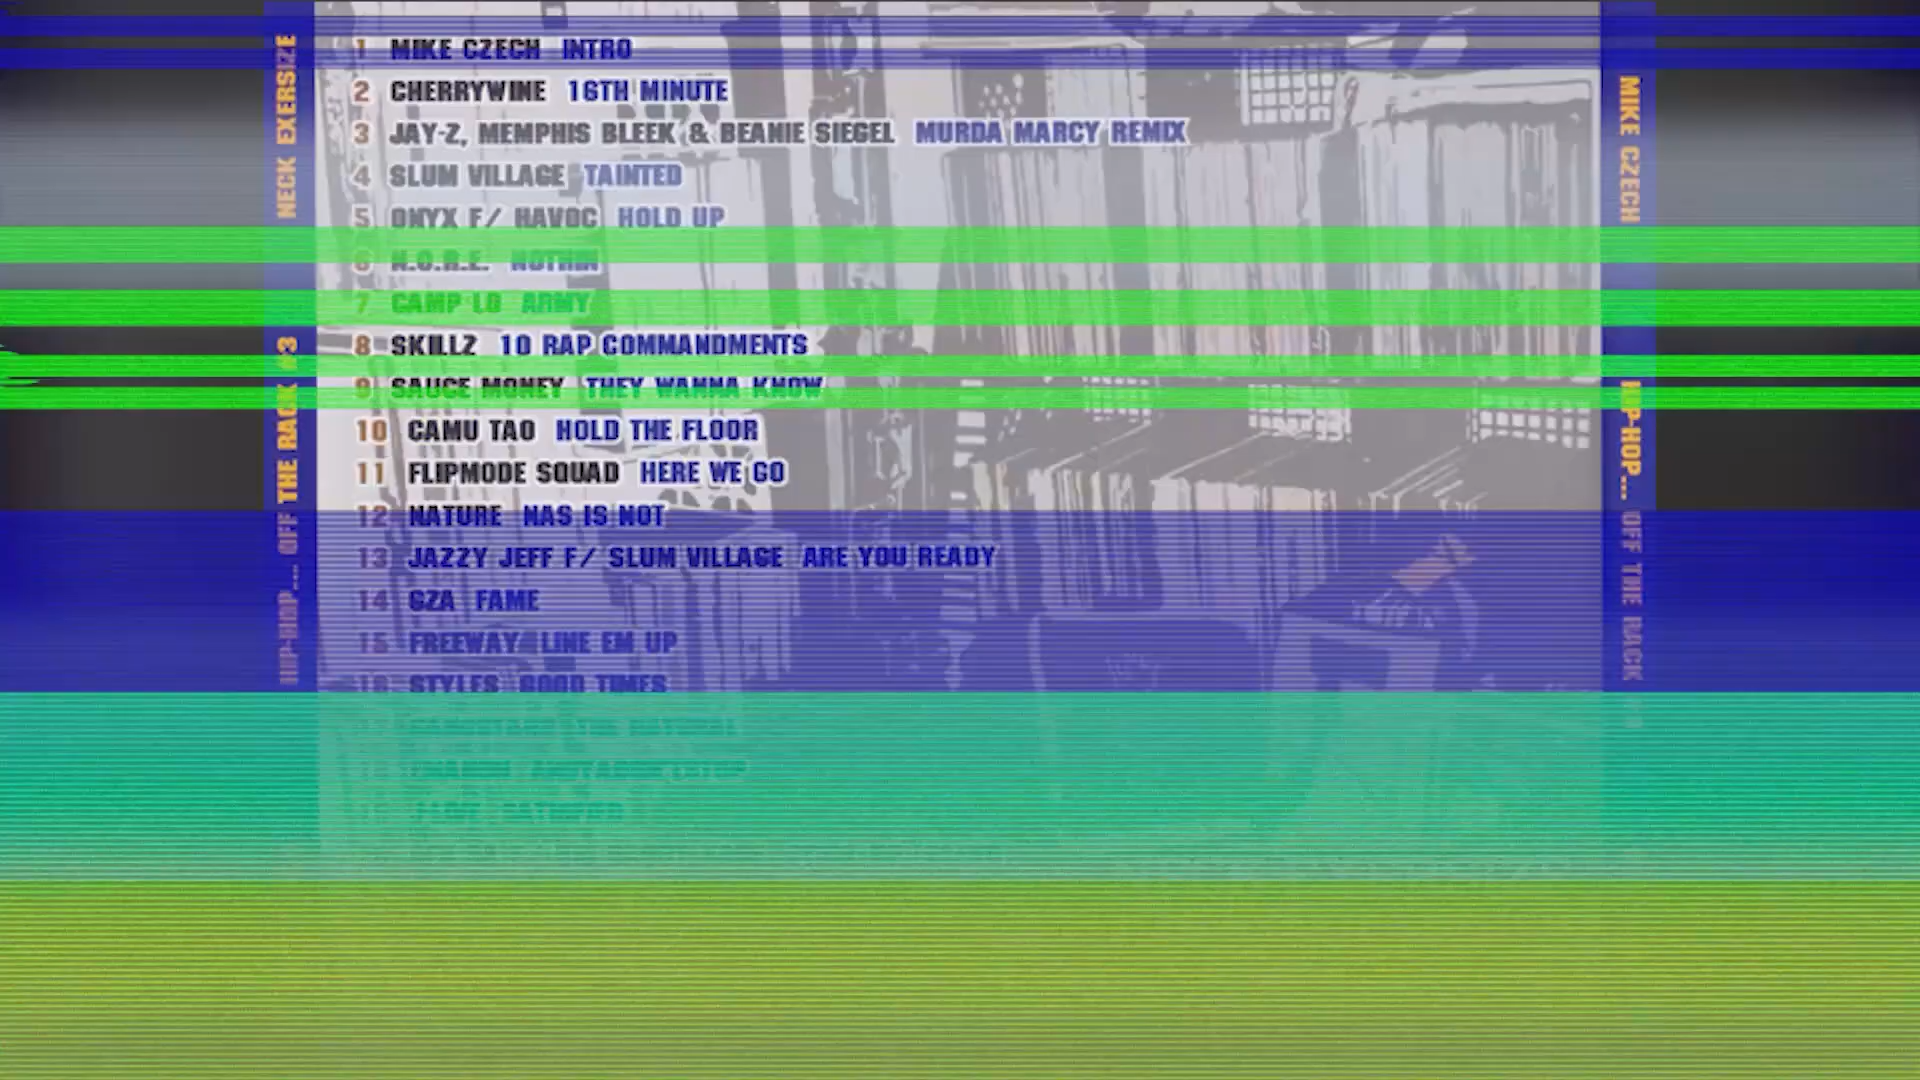 NECK EXERSIZE
HIP-HOP... OFF THE RACK #3
1 MIKE CZECH INTRO
2 CHERRYWINE 16TH MINUTE
3 JAY-Z, MEMPHIS BLEEK & BEANIE SIEGEL MURDA MARCY REMIX
4 SLUM VILLAGE TAINTED
5 ONYX F/ HAVOC HOLD UP
6 N.O.R.E. NOTHIN
7 CAMP LO ARMY
8 SKILLZ 10 RAP COMMANDMENTS
9 SAUCE MONEY THEY WANNA KNOW
10 CAMU TAO HOLD THE FLOOR
11 FLIPMODE SQUAD HERE WE GO
12 NATURE NAS IS NOT
13 JAZZY JEFF F/ SLUM VILLAGE ARE YOU READY
14 GZA FAME
15 FREEWAY LINE EM UP
16 STYLES GOOD TIMES
THE NATURAL
SATISFIED
MIKE CZECH
HIP-HOP... OFF THE RACK